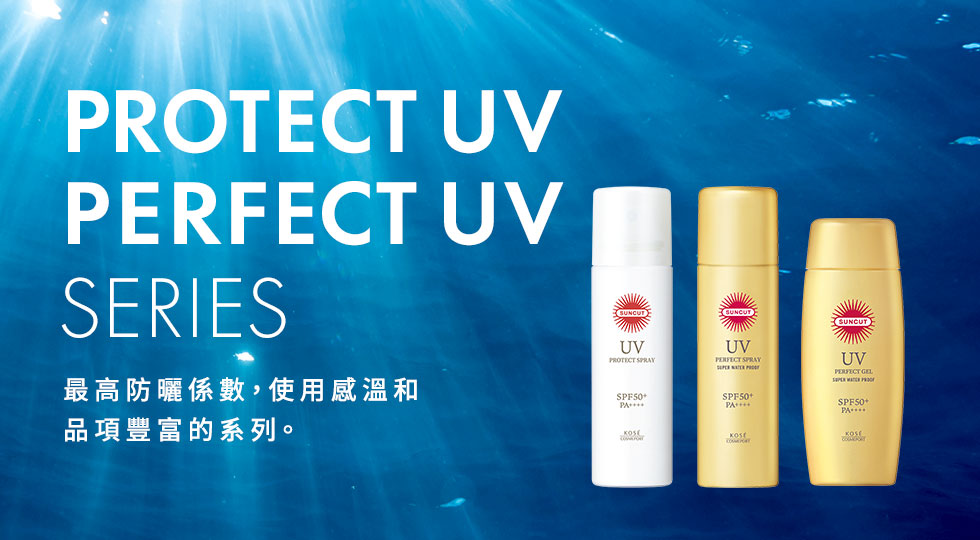 PROTECT UV
PERFECT UV
SERIES
最高防曬係數，使用感溫和
品項豐富的系列。
SUNCUT
UV
PROTECT SPRAY
SPF50+
PA++++
KOSÉ
COSMEPORT
SUNCUT
UV
PERFECT SPRAY
SUPER WATER PROOF
SPF50+
PA++++
KOSÉ
COSMEPORT
SUNCUT
UV
PERFECT GEL
SUPER WATER PROOF
SPF50+
PA++++
KOSÉ
COSMEPORT